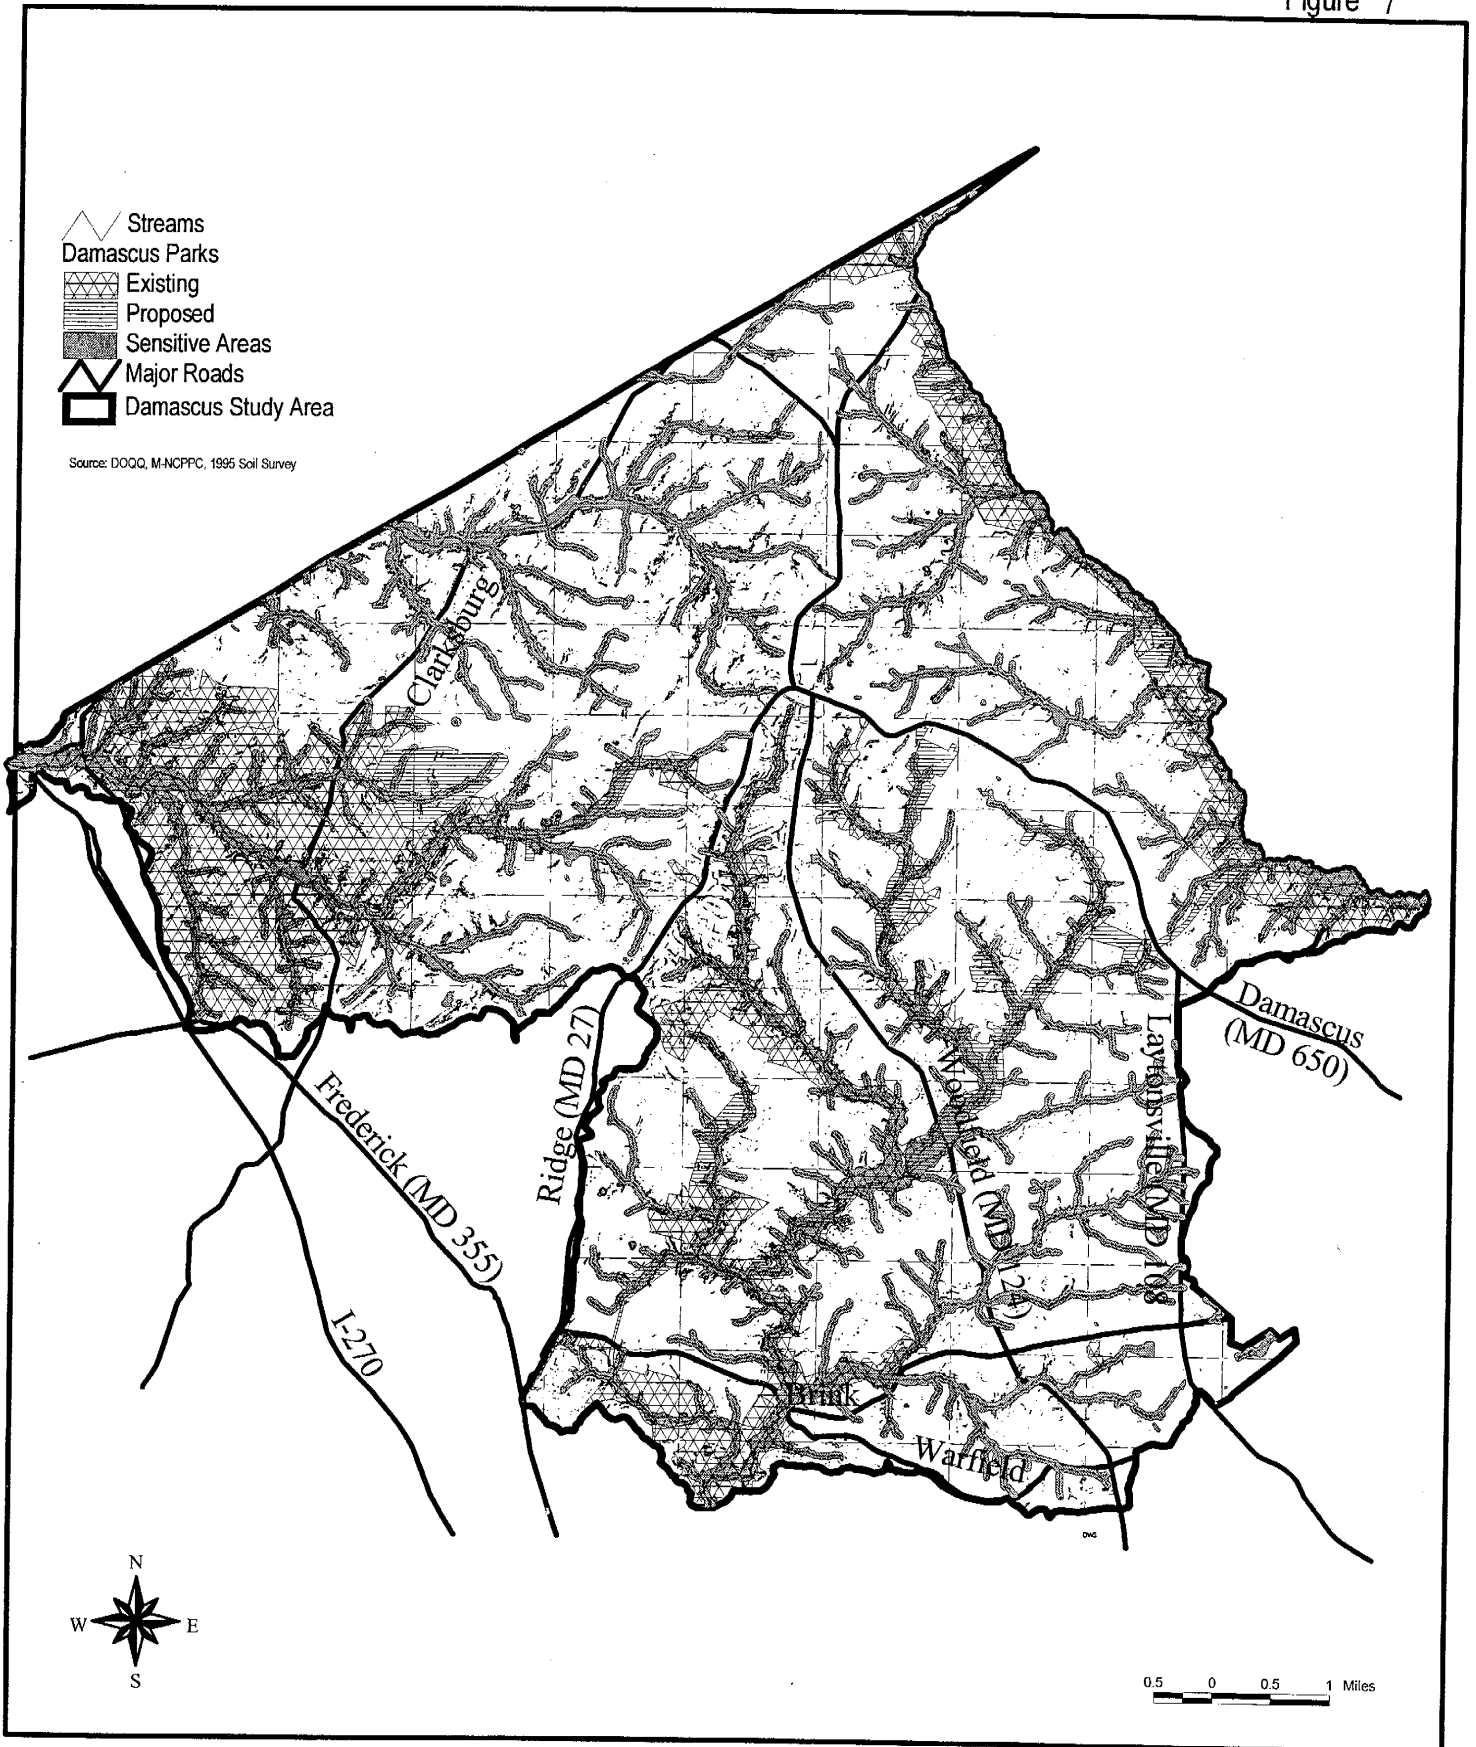 Figure 7
Streams
Damascus Parks
Existing
Proposed
Sensitive Areas
Major Roads
Damascus Study Area
Source: DOQQ, M-NCPPC, 1995 Soil Survey
Clarksburg
Damascus
(MD 650)
Laytonsville (MD 108
Woodfield (MD 124)
Ridge (MD 27)
Frederick (MD 355)
I-270
Brink
Warfield
DWG
N
W E
S
0.5 0 0.5 1 Miles